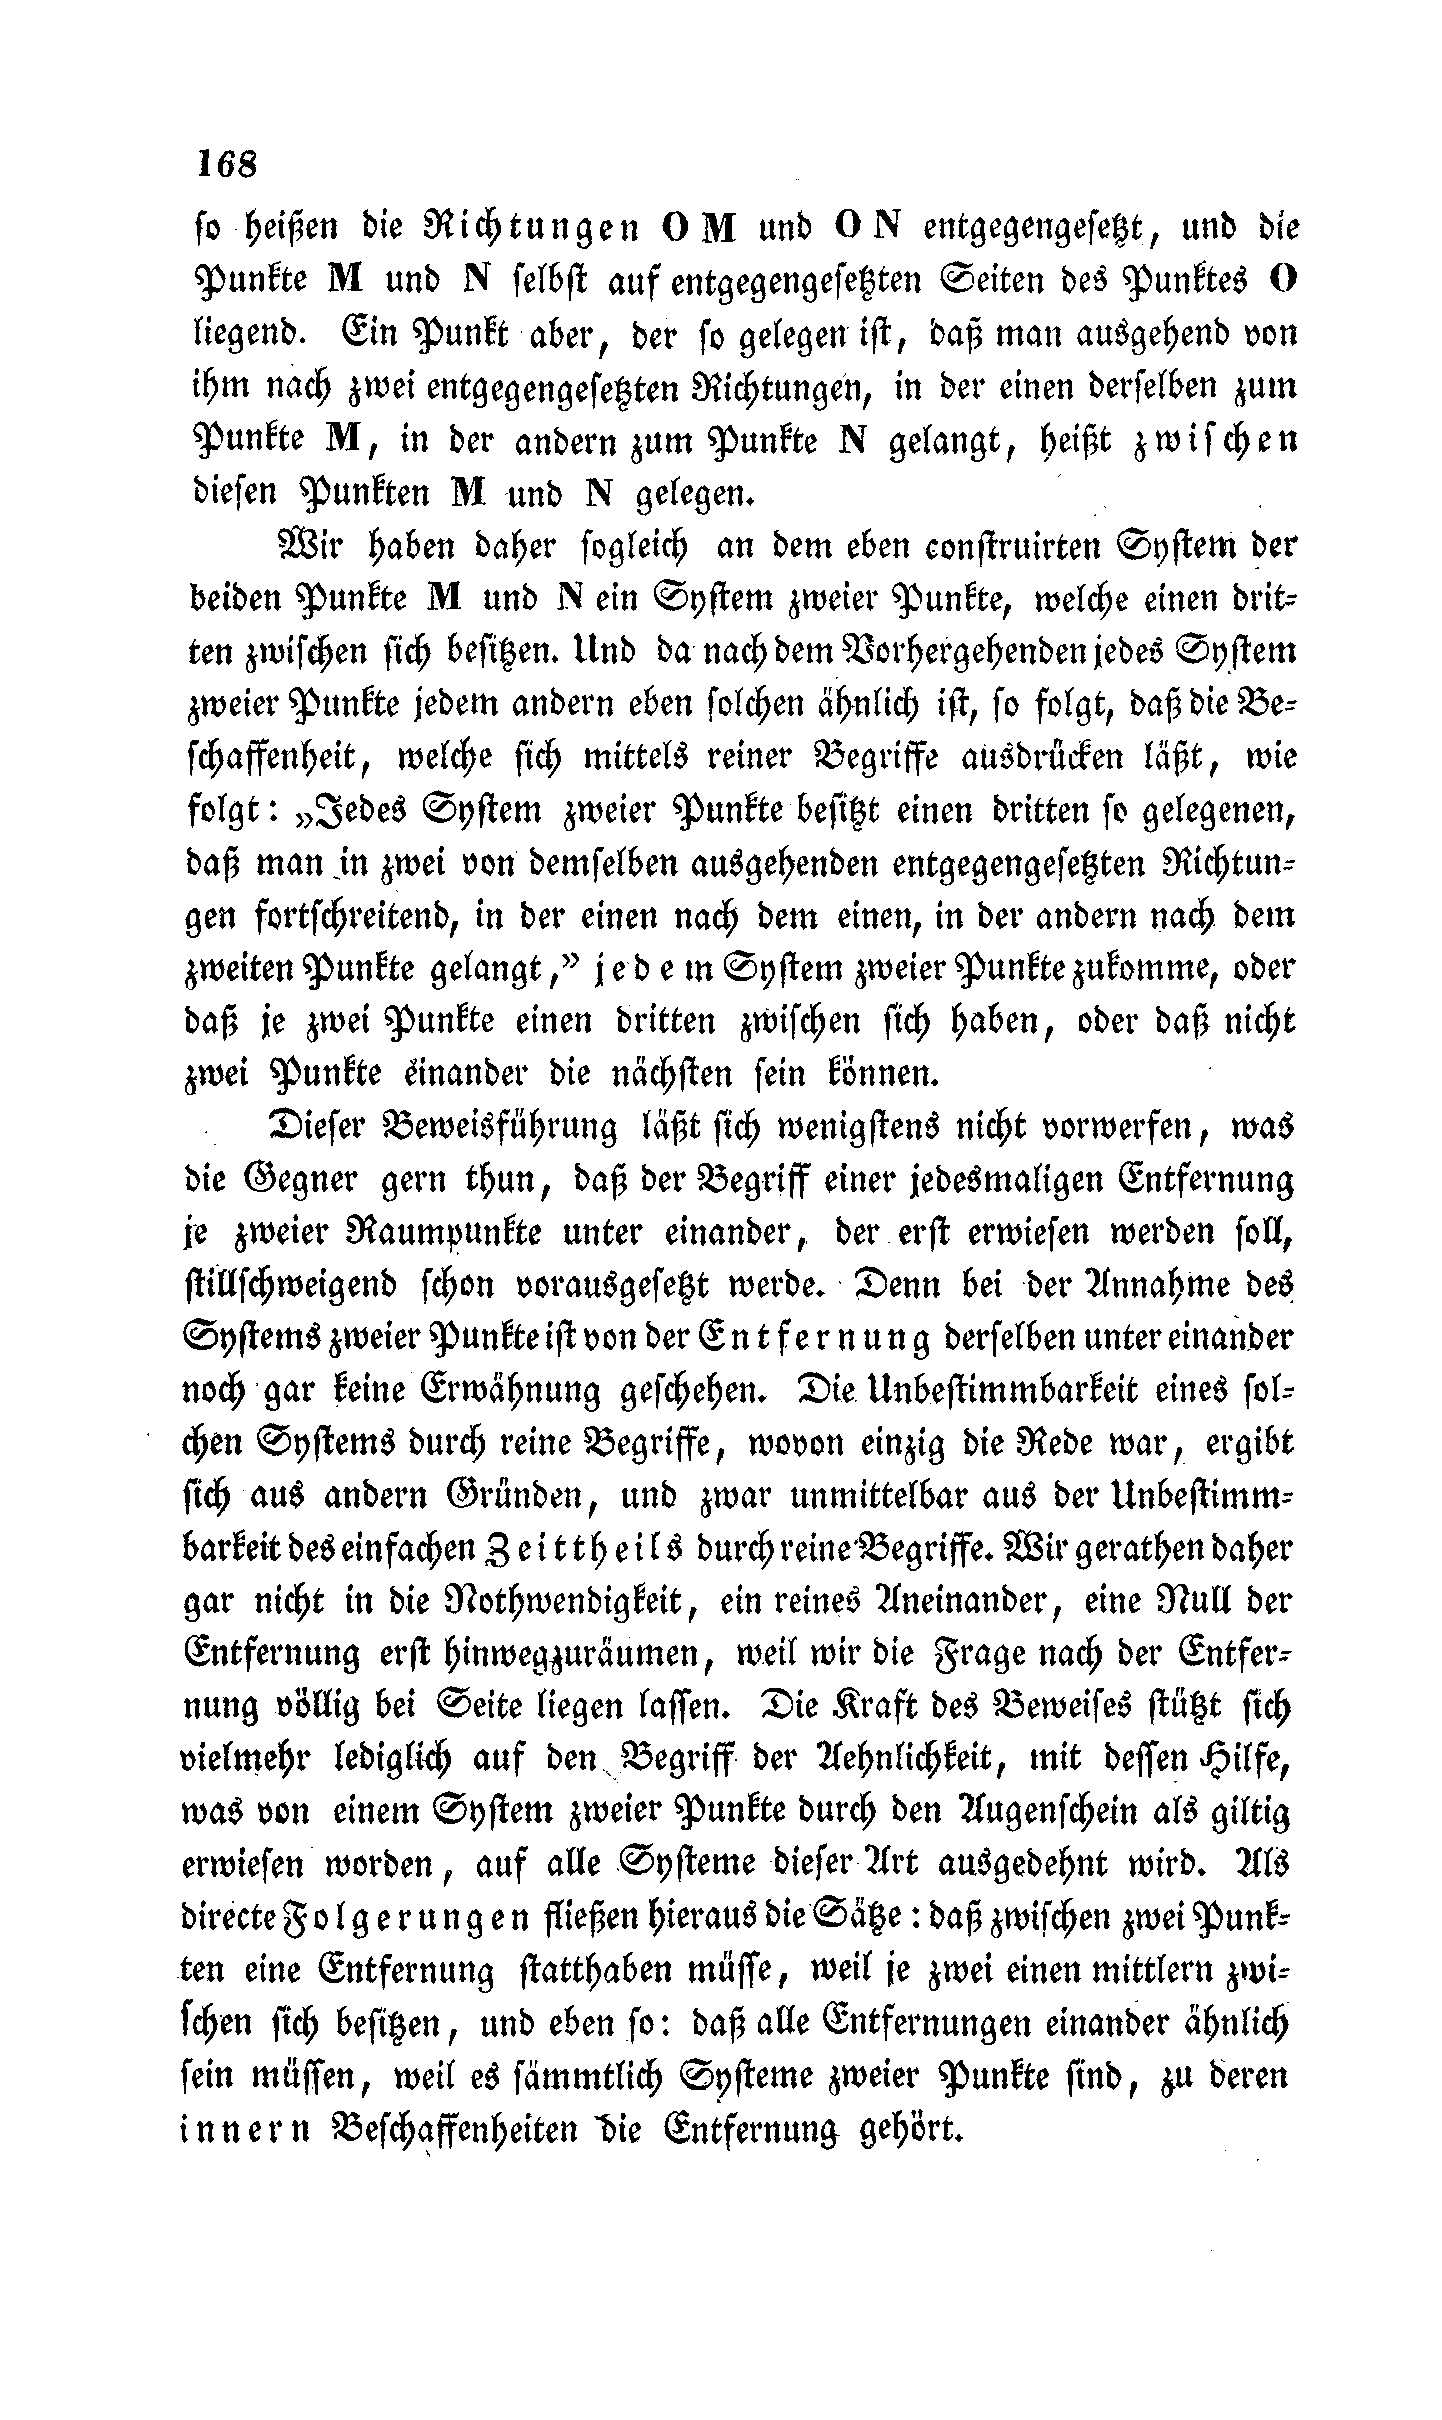 168
so heißen die Richtungen O M und O N entgegengesetzt, und die
Punkte M und N selbst auf entgegengesetzten Seiten des Punktes O
liegend. Ein Punkt aber, der so gelegen ist, daß man ausgehend von
ihm nach zwei entgegengesetzten Richtungen, in der einen derselben zum
Punkte M, in der andern zum Punkte N gelangt, heißt zwischen
diesen Punkten M und N gelegen.
Wir haben daher sogleich an dem eben construirten System der
beiden Punkte M und N ein System zweier Punkte, welche einen drit-
ten zwischen sich besitzen. Und da nach dem Vorhergehenden jedes System
zweier Punkte jedem andern eben solchen ähnlich ist, so folgt, daß die Be-
schaffenheit, welche sich mittels reiner Begriffe ausdrücken läßt, wie
folgt: „Jedes System zweier Punkte besitzt einen dritten so gelegenen,
daß man in zwei von demselben ausgehenden entgegengesetzten Richtun-
gen fortschreitend, in der einen nach dem einen, in der andern nach dem
zweiten Punkte gelangt,” jedem System zweier Punkte zukomme, oder
daß je zwei Punkte einen dritten zwischen sich haben, oder daß nicht
zwei Punkte einander die nächsten sein können.
Dieser Beweisführung läßt sich wenigstens nicht vorwerfen, was
die Gegner gern thun, daß der Begriff einer jedesmaligen Entfernung
je zweier Raumpunkte unter einander, der erst erwiesen werden soll,
stillschweigend schon vorausgesetzt werde. Denn bei der Annahme des
Systems zweier Punkte ist von der Entfernung derselben unter einander
noch gar keine Erwähnung geschehen. Die Unbestimmbarkeit eines sol-
chen Systems durch reine Begriffe, wovon einzig die Rede war, ergibt
sich aus andern Gründen, und zwar unmittelbar aus der Unbestimm-
barkeit des einfachen Zeittheils durch reine Begriffe. Wir gerathen daher
gar nicht in die Nothwendigkeit, ein reines Aneinander, eine Null der
Entfernung erst hinwegzuräumen, weil wir die Frage nach der Entfer-
nung völlig bei Seite liegen lassen. Die Kraft des Beweises stützt sich
vielmehr lediglich auf den Begriff der Aehnlichkeit, mit dessen Hilfe,
was von einem System zweier Punkte durch den Augenschein als giltig
erwiesen worden, auf alle Systeme dieser Art ausgedehnt wird. Als
directe Folgerungen fließen hieraus die Sätze: daß zwischen zwei Punk-
ten eine Entfernung statthaben müsse, weil je zwei einen mittlern zwi-
schen sich besitzen, und eben so: daß alle Entfernungen einander ähnlich
sein müssen, weil es sämmtlich Systeme zweier Punkte sind, zu deren
innern Beschaffenheiten die Entfernung gehört.